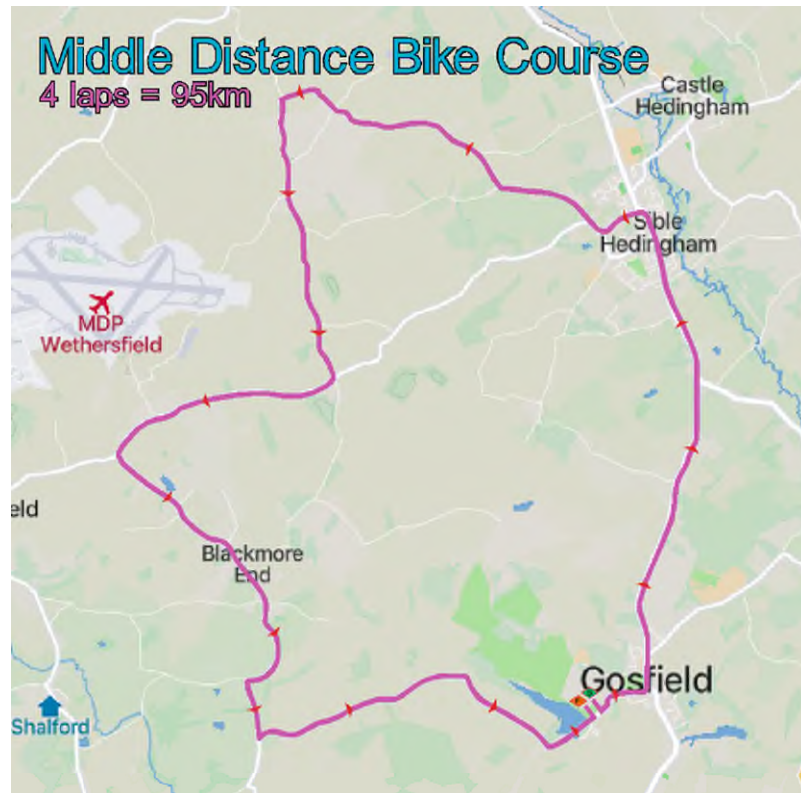 Middle Distance Bike Course
4 laps = 95km
Castle
Hedingham
Sible
Hedingham
MDP
Wethersfield
eld
Blackmore
End
Gosfield
Shalford